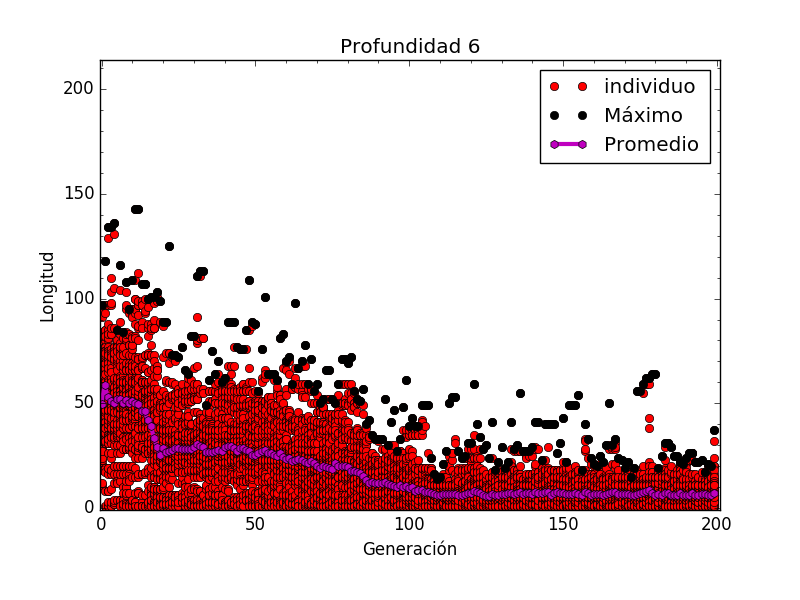 Profundidad 6
individuo
Máximo
Promedio
Longitud
200
150
100
50
0
0 50 100 150 200
Generación